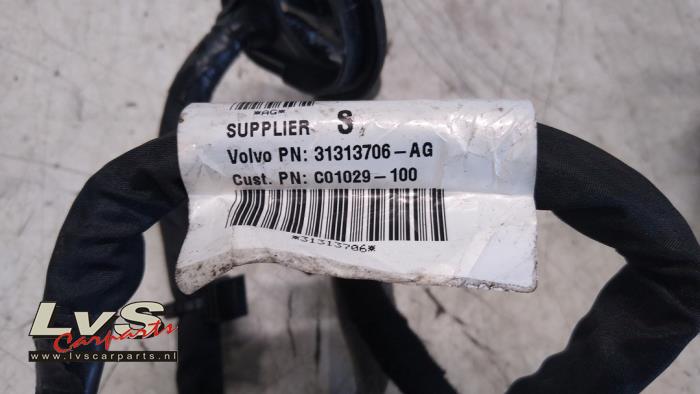 *AG*
SUPPLIER S
Volvo PN: 31313706-AG
Cust. PN: C01029-100
*31313706*
LvS
Carparts
www.lvscarparts.nl